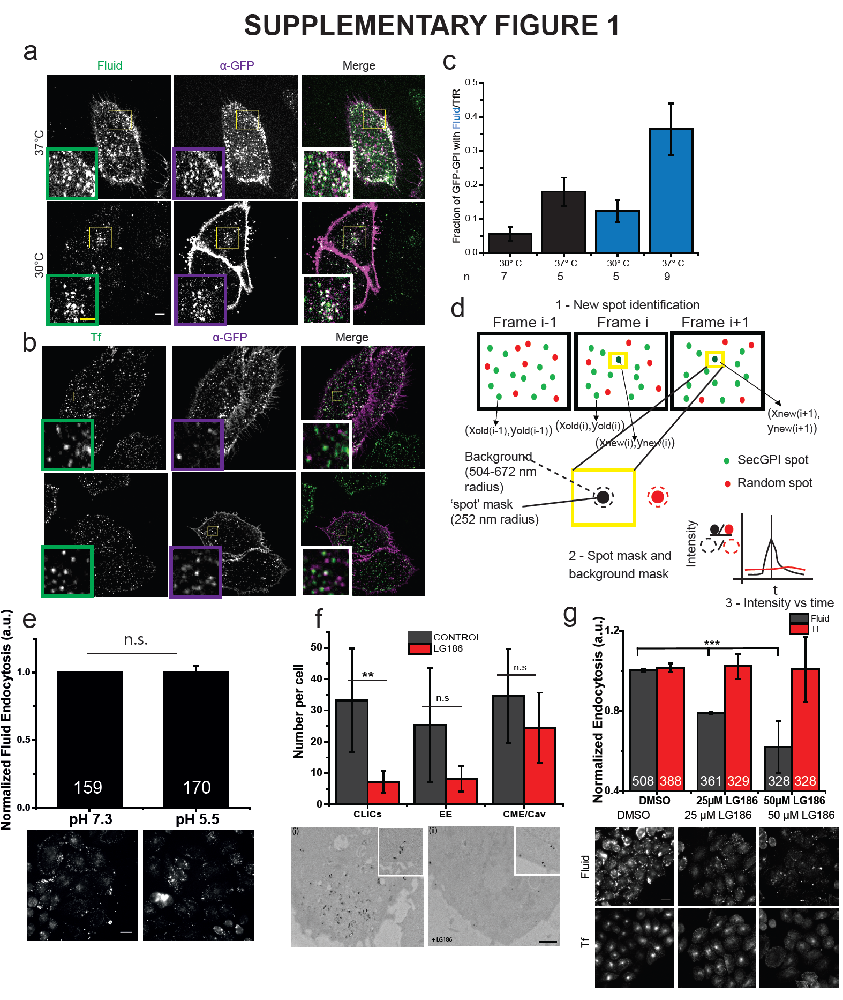 SUPPLEMENTARY FIGURE 1
a
Fluid
α-GFP
Merge
37°C
30°C
b
Tf
α-GFP
Merge
c
Fraction of GFP-GPI with Fluid/TfR
0.5
0.4
0.3
0.2
0.1
0.0
30° C
37° C
30° C
37° C
n
7
5
5
9
d
1 - New spot identification
Frame i-1
Frame i
Frame i+1
(Xold(i-1),yold(i-1))
(Xold(i),yold(i))
(Xnew(i),ynew(i))
(Xnew(i+1),
ynew(i+1))
Background
(504-672 nm
radius)
'spot' mask
(252 nm radius)
SecGPI spot
Random spot
2 - Spot mask and
background mask
Intensity
t
3 - Intensity vs time
e
Normalized Fluid Endocytosis (a.u.)
n.s.
1.0
0.5
0.0
159
170
pH 7.3
pH 5.5
f
CONTROL
LG186
Number per cell
50
40
30
20
10
0
**
n.s
n.s
CLICs
EE
CME/Cav
(i)
(ii)
+ LG186
g
Fluid
Tf
Normalized Endocytosis (a.u.)
1.2
0.8
0.4
***
508
388
361
329
328
328
DMSO
25µM LG186
50µM LG186
DMSO
25 µM LG186
50 µM LG186
Fluid
Tf